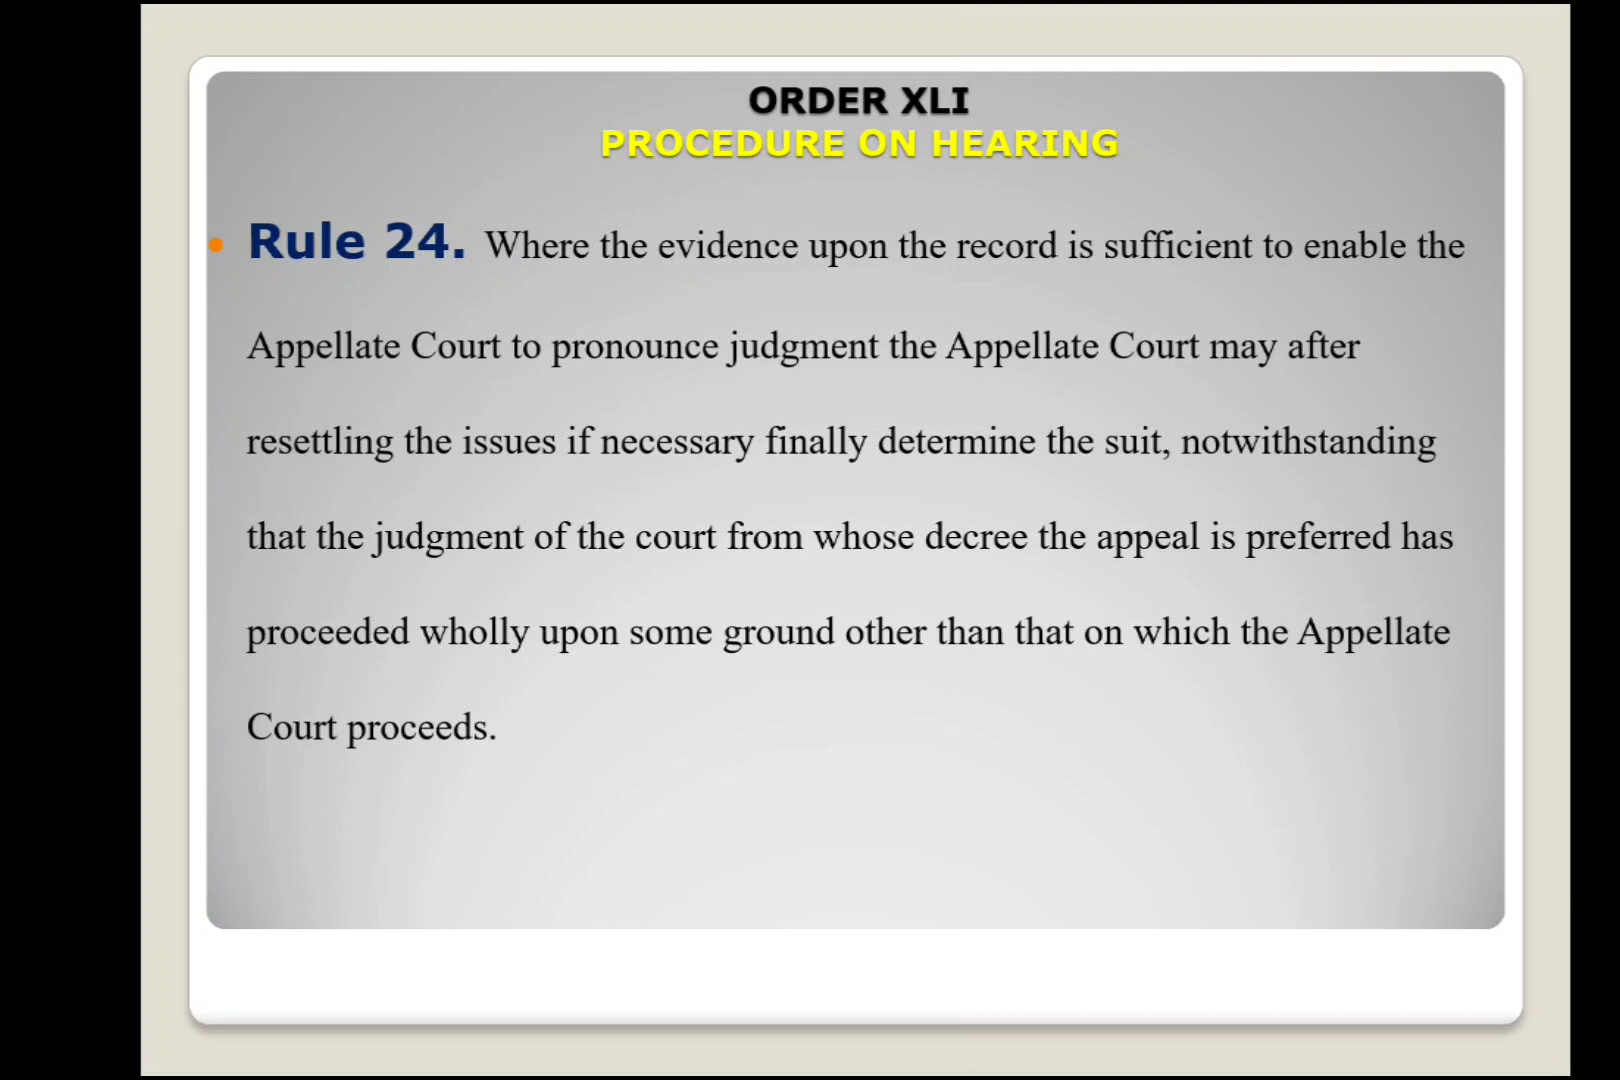 ORDER XLI
PROCEDURE ON HEARING
• Rule 24. Where the evidence upon the record is sufficient to enable the
Appellate Court to pronounce judgment the Appellate Court may after
resettling the issues if necessary finally determine the suit, notwithstanding
that the judgment of the court from whose decree the appeal is preferred has
proceeded wholly upon some ground other than that on which the Appellate
Court proceeds.